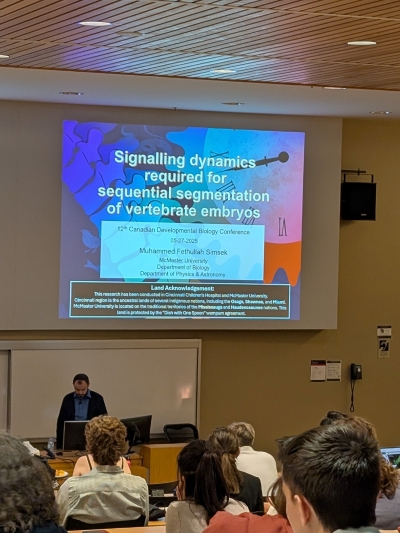 Signalling dynamics
required for
sequential segmentation
of vertebrate embryos
12th Canadian Developmental Biology Conference
05-27-2025
Muhammed Fethullah Simsek
McMaster University
Department of Biology
Department of Physics & Astronomy
Land Acknowledgement:
This research has been conducted in Cincinnati Children's Hospital and McMaster University.
Cincinnati region is the ancestral lands of several indigenous nations, including the Osage, Shawnee, and Miami.
McMaster University is located on the traditional territories of the Mississauga and Haudenosaunee nations. This
land is protected by the "Dish with One Spoon" wampum agreement.